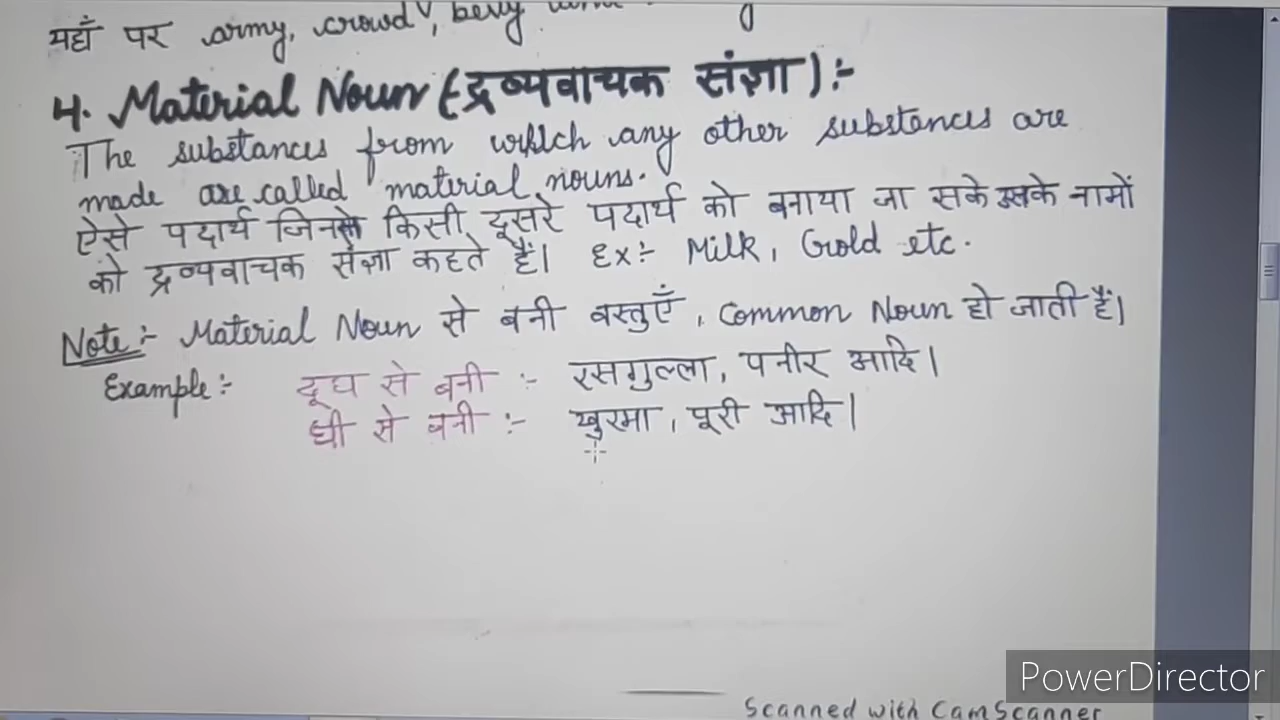 यहाँ पर army, crowd, 
4. Material Noun (द्रव्यवाचक संज्ञा) :-
The substances from which any other substances are
made are called material nouns.
ऐसे पदार्थ जिनसे किसी दूसरे पदार्थ को बनाया जा सके उनके नामों
को द्रव्यवाचक संज्ञा कहते हैं। Ex:- Milk, Gold etc.
Note:- Material Noun से बनी वस्तुएँ, Common Noun हो जाती हैं।
Example:- दूध से बनी :- रसगुल्ला, पनीर आदि।
घी से बनी :- खुरमा, पूरी आदि।
PowerDirector
Scanned with CamScanner